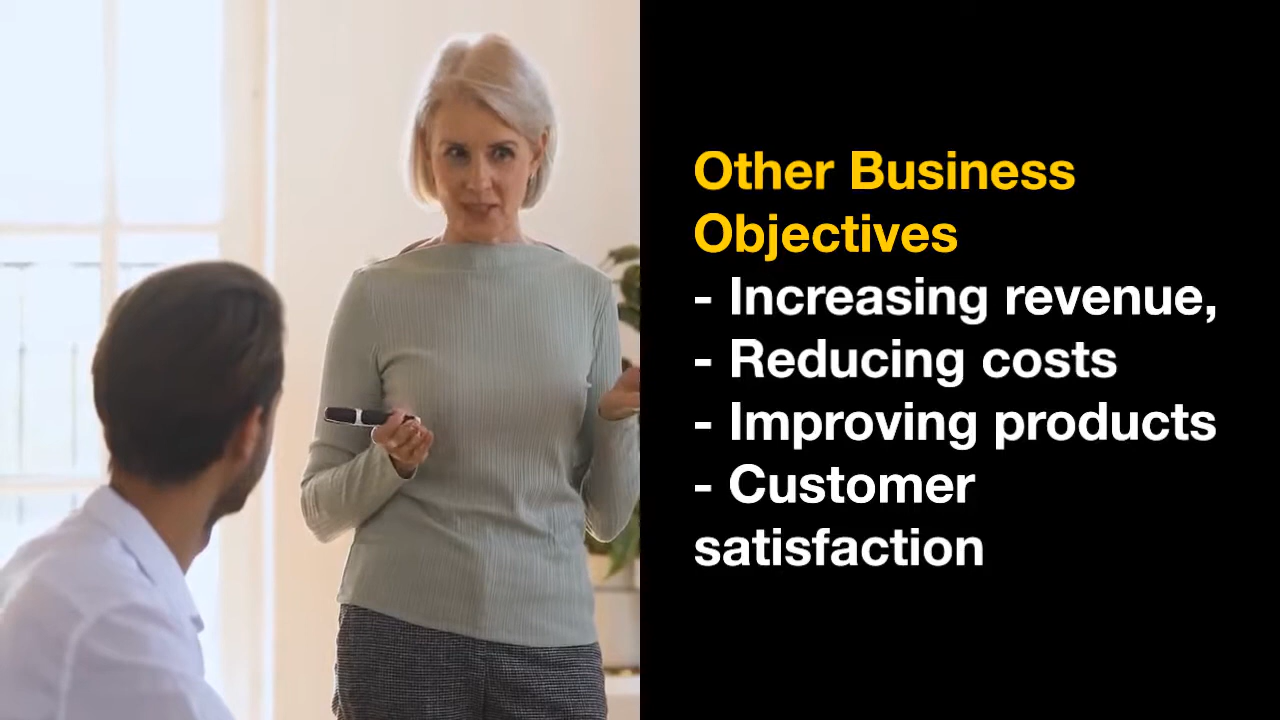 Other Business
Objectives
- Increasing revenue,
- Reducing costs
- Improving products
- Customer
satisfaction